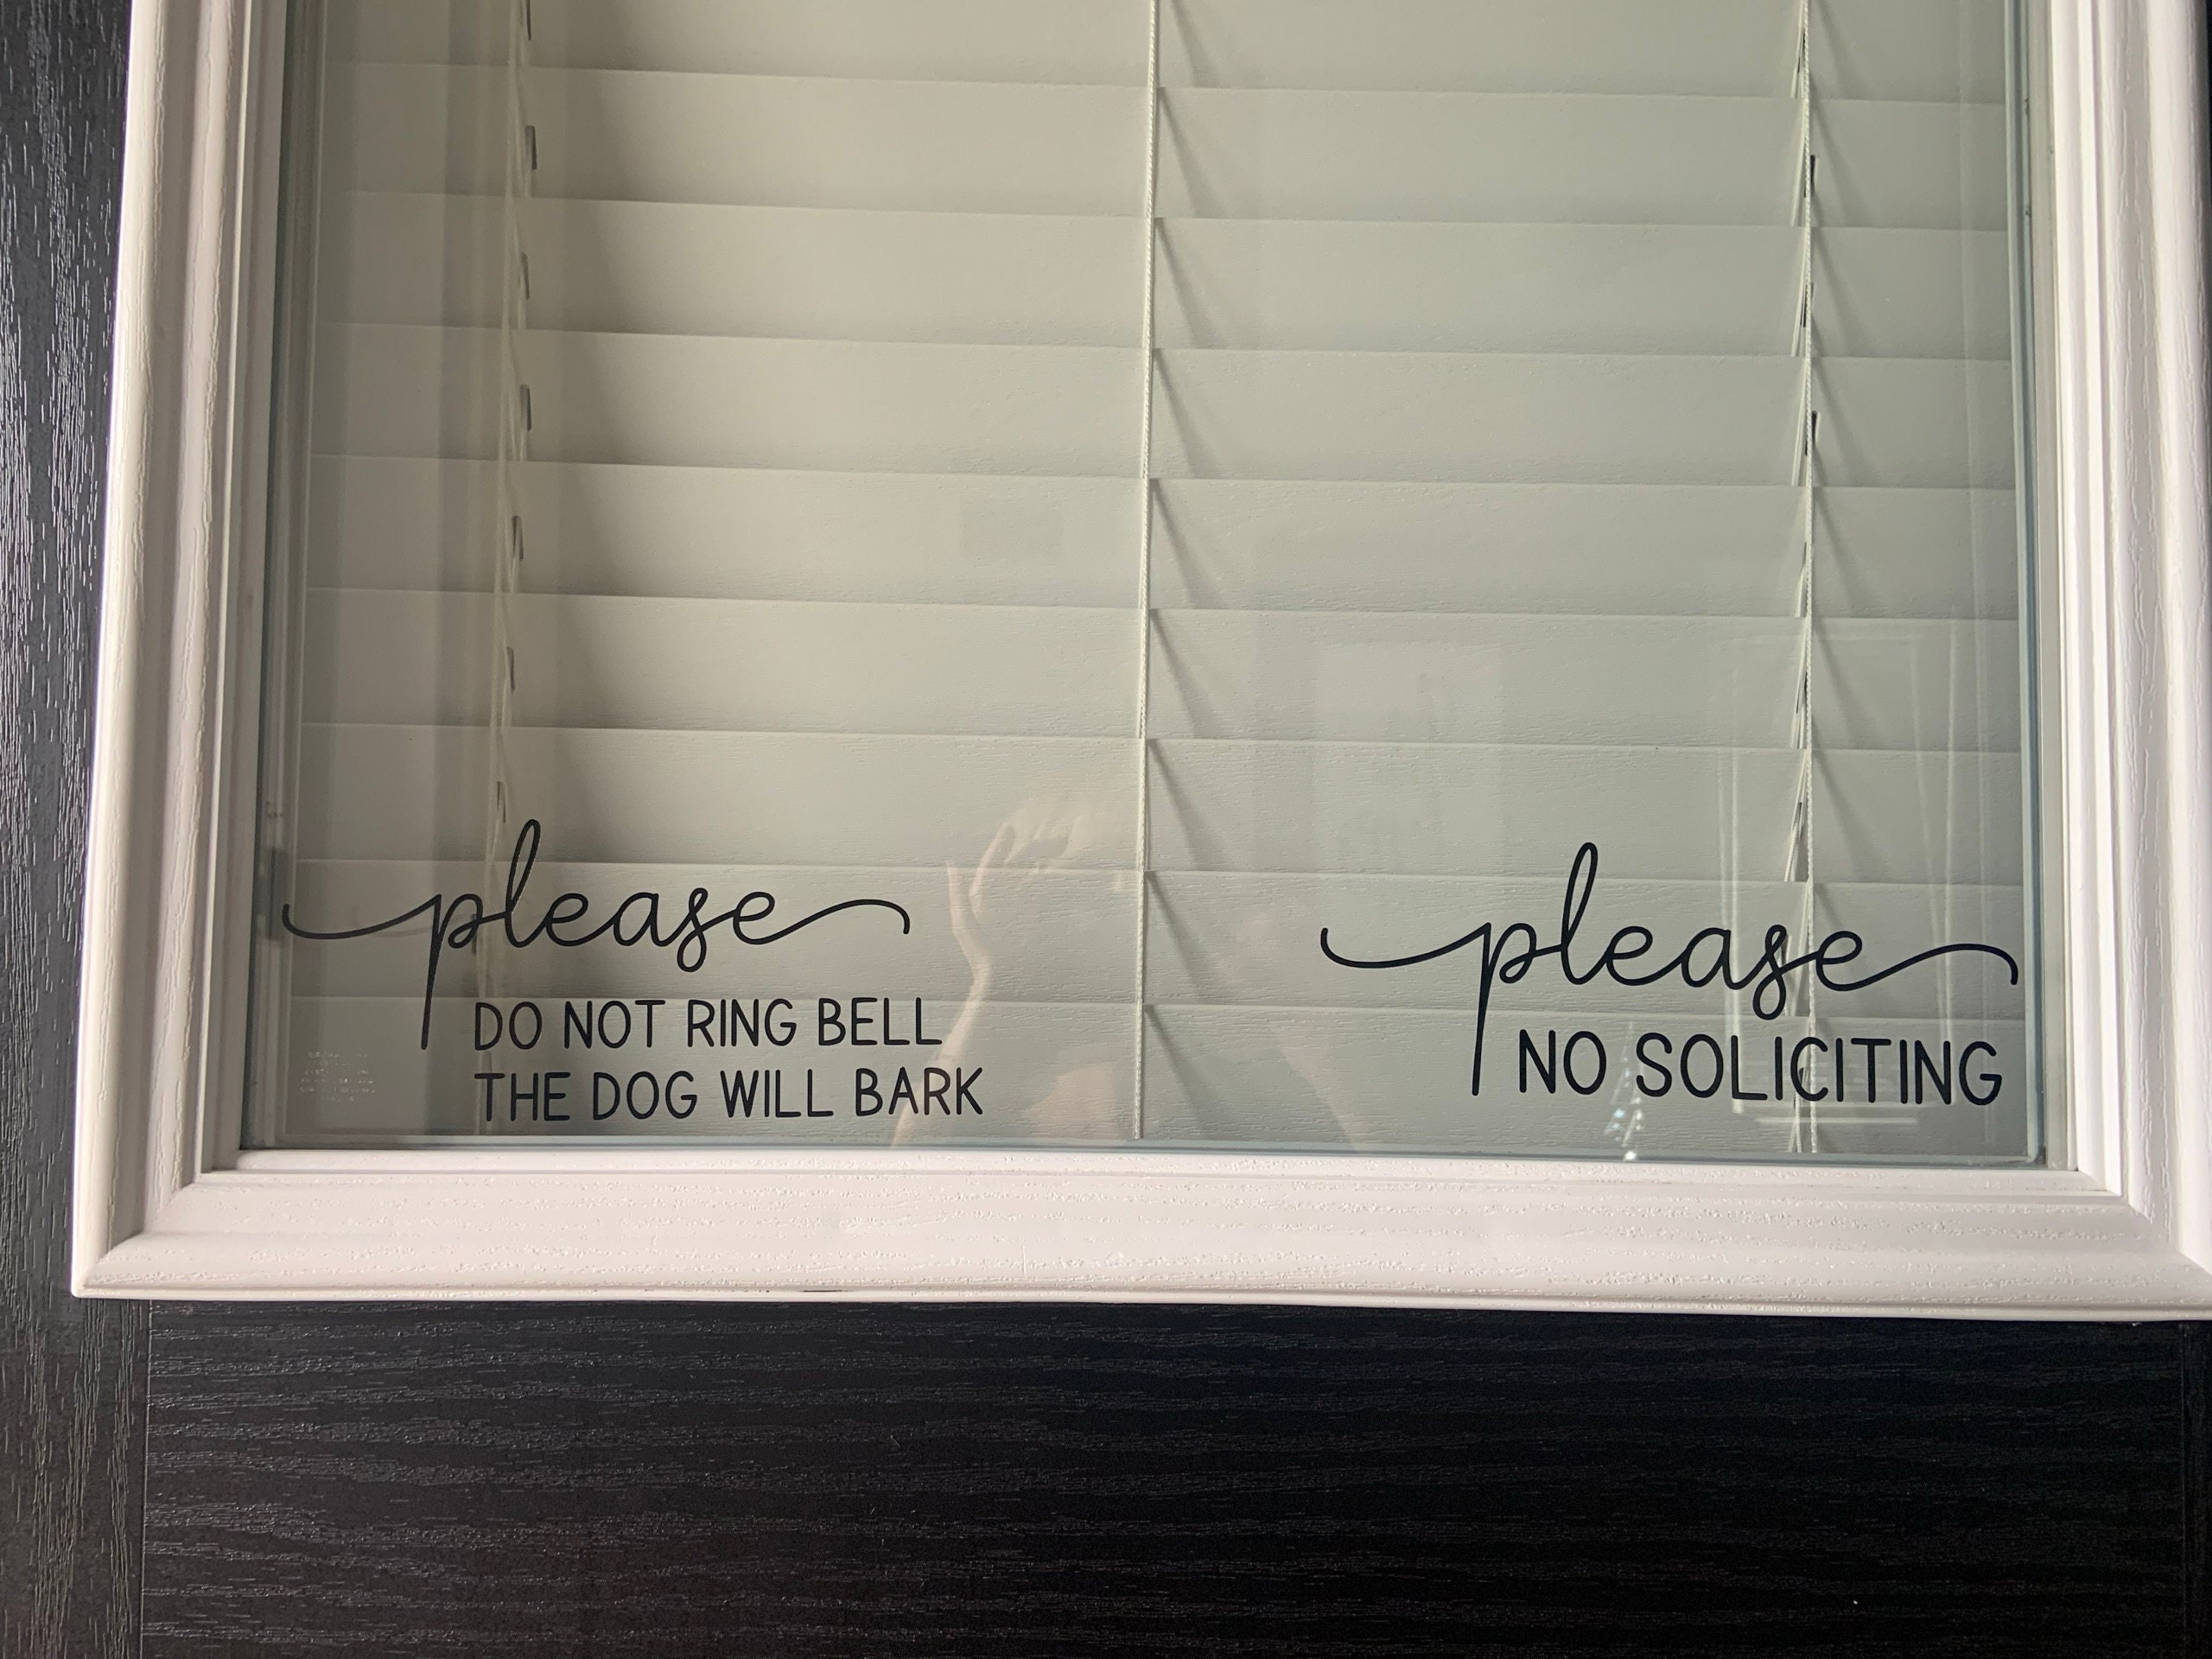 please
DO NOT RING BELL
THE DOG WILL BARK
please
NO SOLICITING